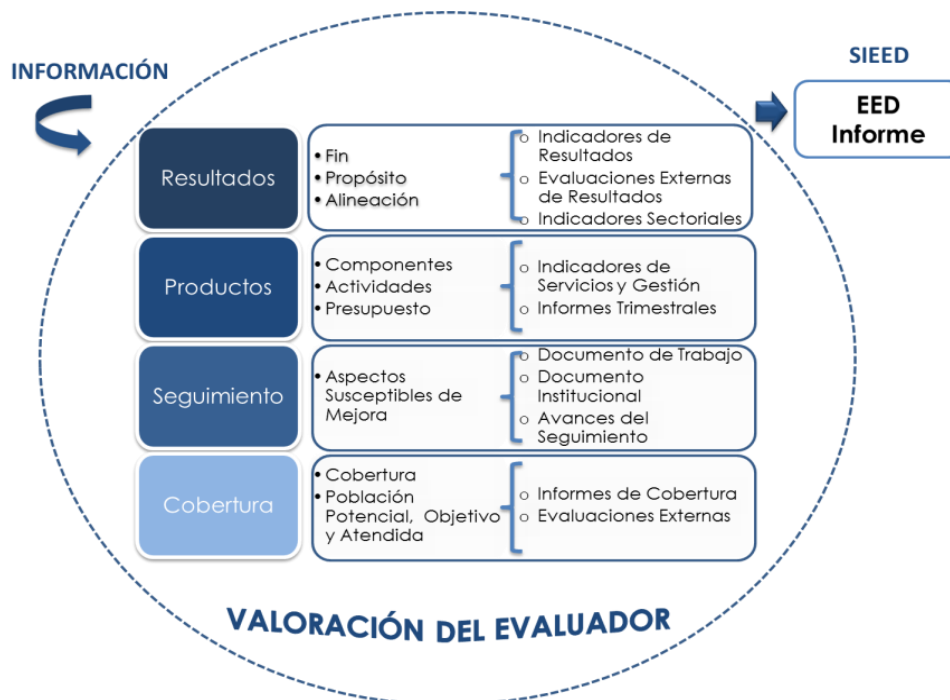 INFORMACIÓN
SIEED
EED
Informe
Resultados
• Fin
• Propósito
• Alineación
o Indicadores de
Resultados
o Evaluaciones Externas
de Resultados
o Indicadores Sectoriales
Productos
• Componentes
• Actividades
• Presupuesto
o Indicadores de
Servicios y Gestión
o Informes Trimestrales
Seguimiento
• Aspectos
Susceptibles de
Mejora
o Documento de Trabajo
o Documento
Institucional
o Avances del
Seguimiento
Cobertura
• Cobertura
• Población
Potencial, Objetivo
y Atendida
o Informes de Cobertura
o Evaluaciones Externas
VALORACIÓN DEL EVALUADOR